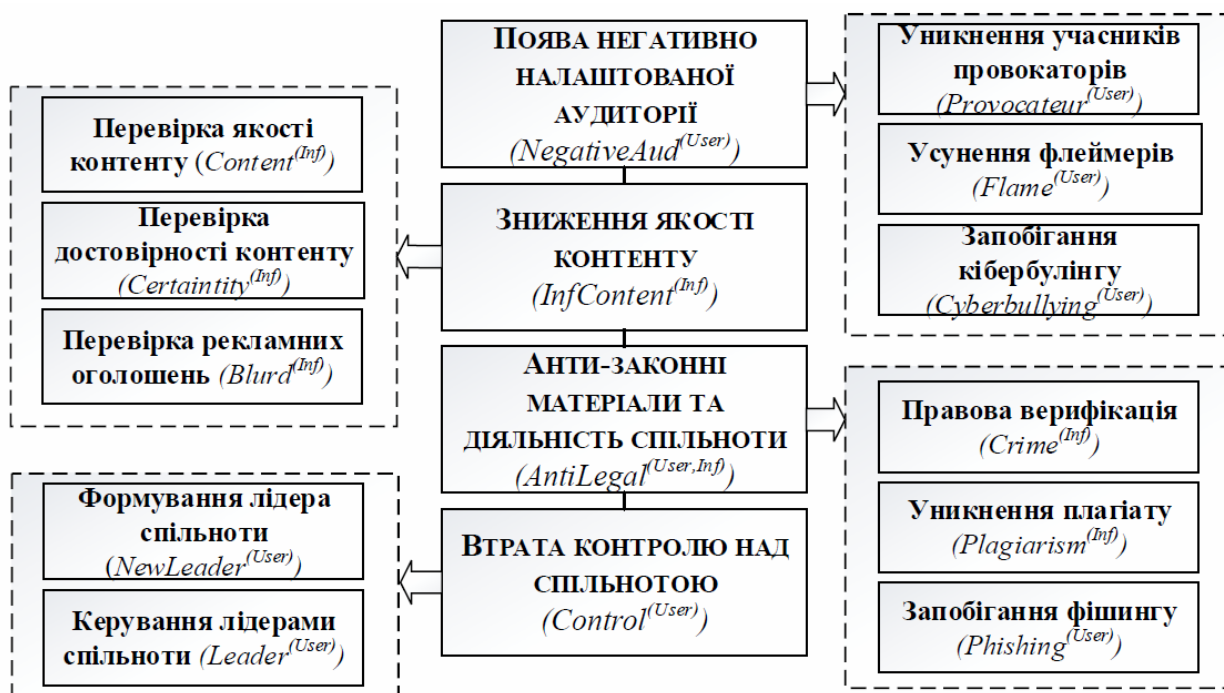 Перевірка якості
контенту (Content(Inf))
Перевірка
достовірності контенту
(Certaintity(Inf))
Перевірка рекламних
оголошень (Blurd(Inf))
Формування лідера
спільноти
(NewLeader(User))
Керування лідерами
спільноти (Leader(User))
ПОЯВА НЕГАТИВНО
НАЛАШТОВАНОЇ
АУДИТОРІЇ
(NegativeAud(User))
ЗНИЖЕННЯ ЯКОСТІ
КОНТЕНТУ
(InfContent(Inf))
АНТИ-ЗАКОННІ
МАТЕРІАЛИ ТА
ДІЯЛЬНІСТЬ СПІЛЬНОТИ
(AntiLegal(User,Inf))
ВТРАТА КОНТРОЛЮ НАД
СПІЛЬНОТОЮ
(Control(User))
Уникнення учасників
провокаторів
(Provocateur(User))
Усунення флеймерів
(Flame(User))
Запобігання
кібербулінгу
(Cyberbullying(User))
Правова верифікація
(Crime(Inf))
Уникнення плагіату
(Plagiarism(Inf))
Запобігання фішингу
(Phishing(User))